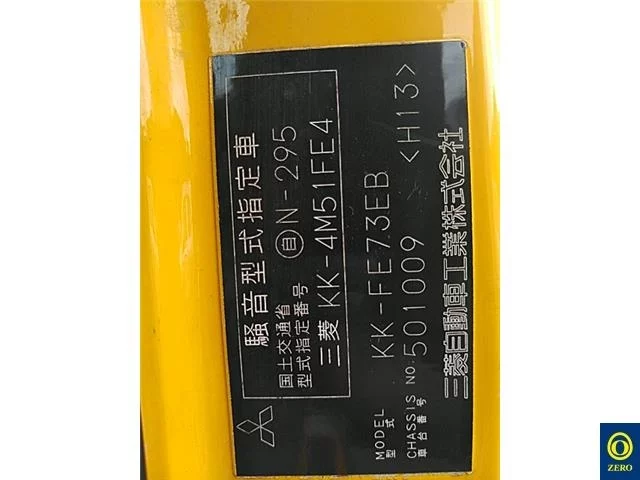 騒音型式指定車
国土交通省
型式指定番号
自N-295
三菱 KK-4M51FE4
MODEL
型式
KK-FE73EB
CHASSIS NO.
車台番号
501009 <H13>
三菱自動車工業株式会社
ZERO